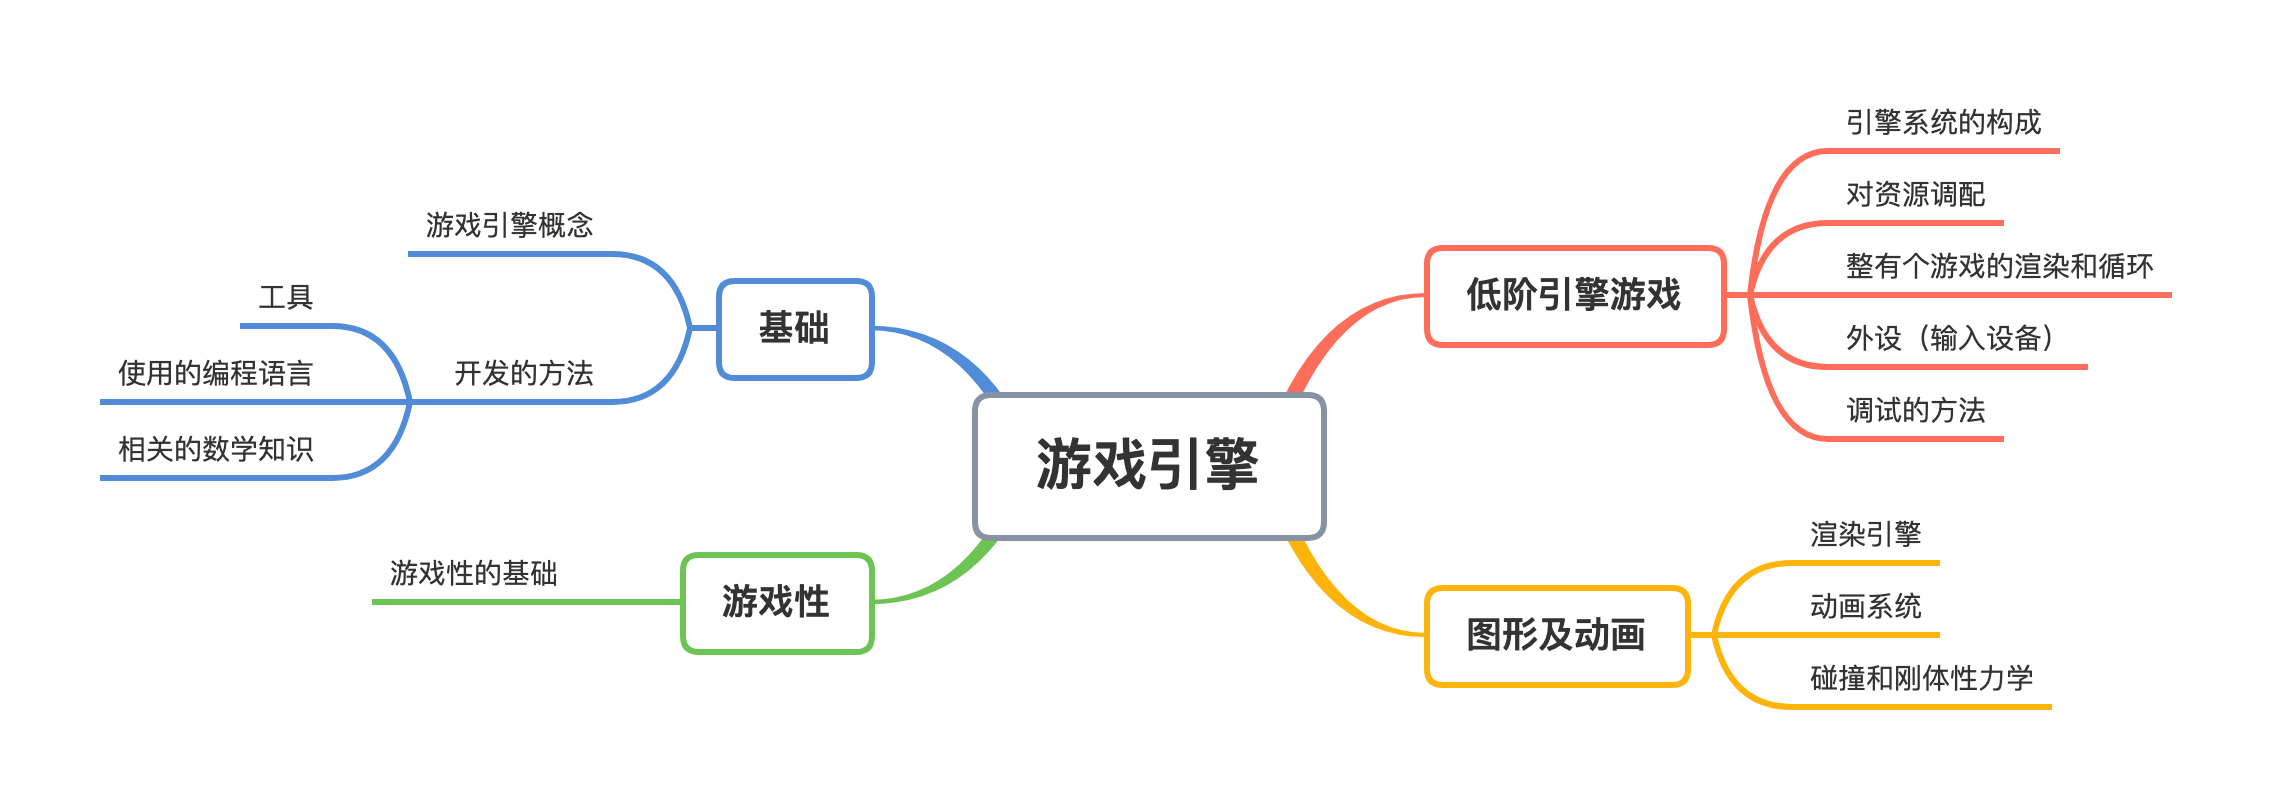 游戏引擎
基础
游戏引擎概念
开发的方法
工具
使用的编程语言
相关的数学知识
游戏性
游戏性的基础
低阶引擎游戏
引擎系统的构成
对资源调配
整有个游戏的渲染和循环
外设（输入设备）
调试的方法
图形及动画
渲染引擎
动画系统
碰撞和刚体性力学